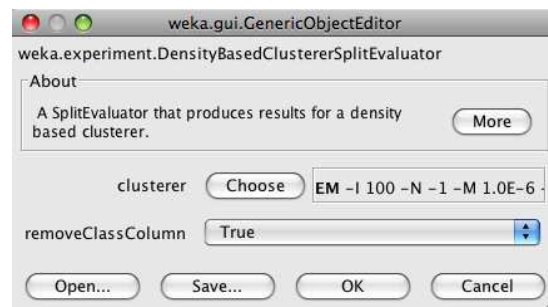 weka.gui.GenericObjectEditor
weka.experiment.DensityBasedClustererSplitEvaluator
About
A SplitEvaluator that produces results for a density
based clusterer.
More
clusterer Choose EM -I 100 -N -1 -M 1.0E-6 -
removeClassColumn True
Open... Save... OK Cancel